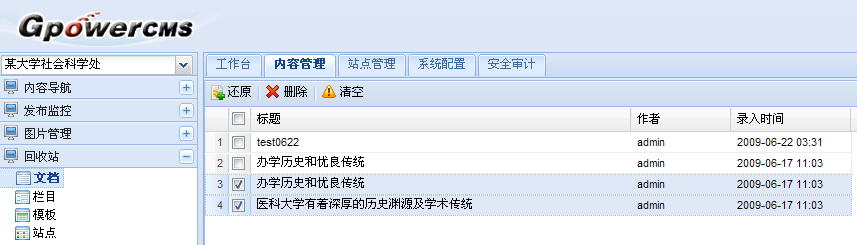 GpowerCMS
某大学社会科学处
工作台 内容管理 站点管理 系统配置 安全审计
内容导航
还原 删除 清空
发布监控
标题 作者 录入时间
图片管理
1 test0622 admin 2009-06-22 03:31
回收站
2 办学历史和优良传统 admin 2009-06-17 11:03
文档
3 办学历史和忧良传统 admin 2009-06-17 11:03
栏目
4 医科大学有着深厚的历史渊源及学术传统 admin 2009-06-17 11:03
模板
站点